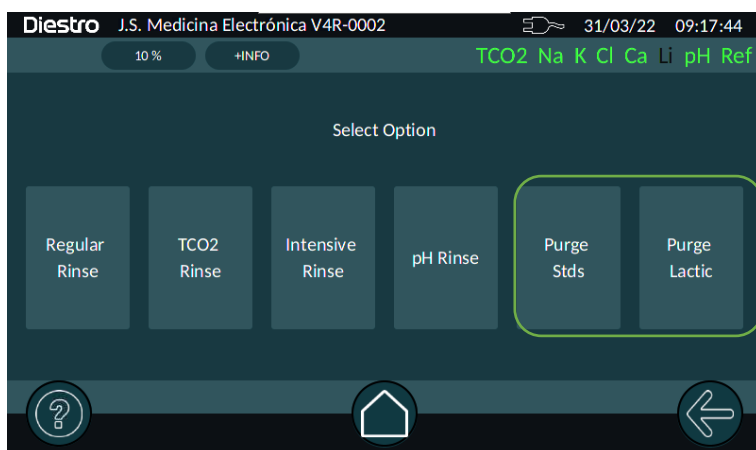 Diestro J.S. Medicina Electrónica V4R-0002 31/03/22 09:17:44
10 % +INFO TCO2 Na K Cl Ca Li pH Ref
Select Option
Regular
Rinse
TCO2
Rinse
Intensive
Rinse
pH Rinse
Purge
Stds
Purge
Lactic
?